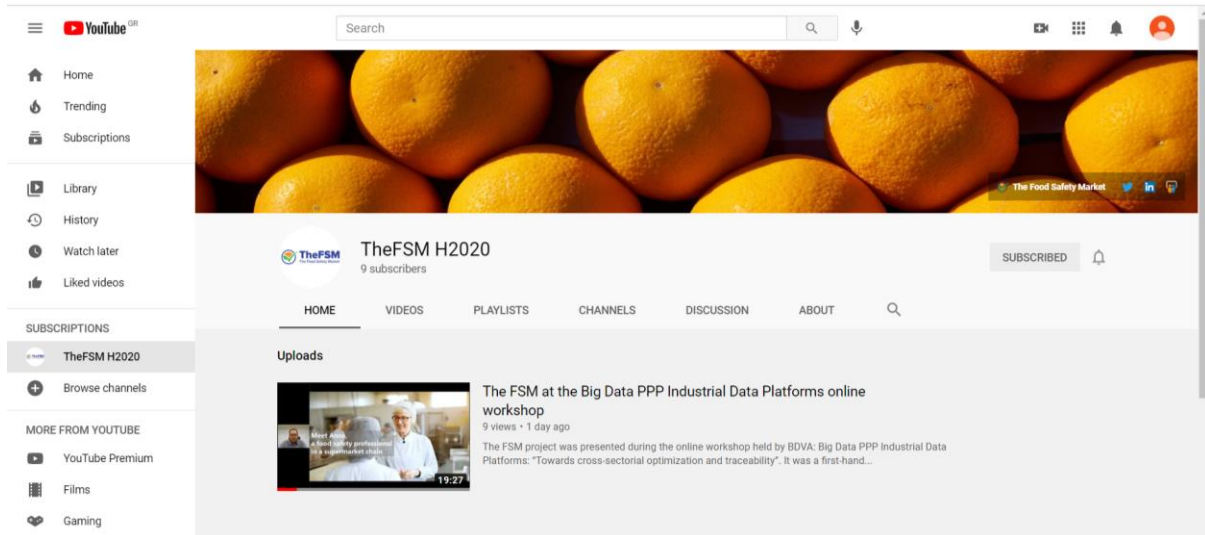 YouTube GR
Search
Home
Trending
Subscriptions
Library
History
Watch later
Liked videos
SUBSCRIPTIONS
TheFSM H2020
Browse channels
MORE FROM YOUTUBE
YouTube Premium
Films
Gaming
The Food Safety Market
in
TheFSM
The Food Safety Market
TheFSM H2020
9 subscribers
SUBSCRIBED
HOME VIDEOS PLAYLISTS CHANNELS DISCUSSION ABOUT
Uploads
Meet Anna,
a food safety professional
in a supermarket chain
19:27
The FSM at the Big Data PPP Industrial Data Platforms online
workshop
9 views • 1 day ago
The FSM project was presented during the online workshop held by BDVA: Big Data PPP Industrial Data
Platforms: "Towards cross-sectorial optimization and traceability". It was a first-hand...